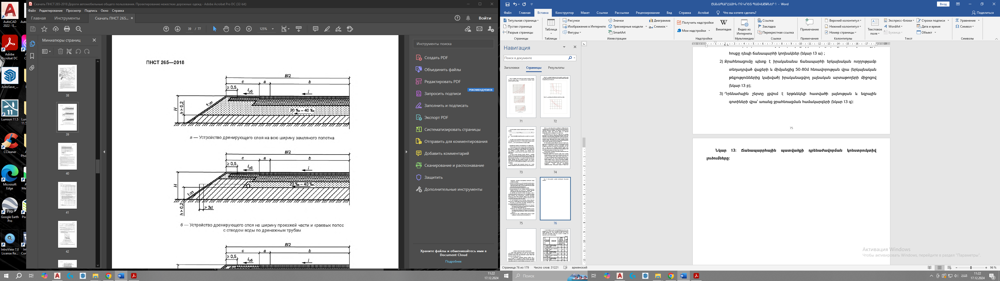 Скачать ПНСТ 265-2018 Дороги автомобильные общего пользования. Проектирование нежестких дорожных одежд - Adobe Acrobat Pro DC (32-bit)
Файл Редактирование Просмотр Подпись Окно Справка
Главная Инструменты Скачать ПНСТ 265... × Войти
39 / 77 125%
Миниатюры страниц
38
39
40
41
42
AutoCAD 2022 - E...
Adobe Acrobat DC
AutoSave_...
Lumion 11.5
CCleaner
Microsoft Edge
Google Earth Pro
IntroView 7.0 License Re...
ПНСТ 265—2018
B/2
c a b
≥ 0,5 iоб i
H h > 0,2 1:m
20 ‰ – 40 ‰
а — Устройство дренирующего слоя на всю ширину земляного полотна
B/2
c a b
≥ 0,5 iоб i
H 1:m
20 ‰ – 40 ‰
h > 0,2 > 3d
б — Устройство дренирующего слоя на ширину проезжей части и краевых полос
с отводом воды по дренажным трубам
B/2
c a b
≥ 0,5 iоб i
Инструменты поиска
Создать PDF
Объединить файлы
Редактировать PDF
РЕКОМЕНДУЕМОЕ
Запросить подписи
Заполнить и подписать
Экспорт PDF
Систематизировать страницы
Отправить для комментирования
Добавить комментарий
Сканирование и распознавание
Защитить
Дополнительные инструменты
Храните файлы и обменивайтесь ими в
Document Cloud
Подробнее
11:22
17.12.2024
ՃԱՆԱՊԱՐՀԱՅԻՆ ՈՉ ԿՈՇՏ ՊԱՏՎԱԾՔՆԵՐ 1 - Word
Вход
Файл Главная Вставка Конструктор Макет Ссылки Рассылки Рецензирование Вид Справка Acrobat Что вы хотите сделать? Поделиться
Титульная страница
Пустая страница
Разрыв страницы
Страницы
Таблица
Таблицы
Рисунки
Изображения в Интернете
Фигуры
Значки
Трехмерные модели
SmartArt
Диаграмма
Снимок
Иллюстрации
Получить надстройки
Мои надстройки
Википедия
Надстройки
Видео из Интернета
Мультимедиа
Ссылка
Закладка
Перекрестная ссылка
Ссылки
Примечание
Примечания
Верхний колонтитул
Нижний колонтитул
Номер страницы
Колонтитулы
Текстовое поле
Экспресс-блоки
WordArt
Буквица
Строки подписи
Дата и время
Объект
Текст
Уравнение
Символ
Символы
Навигация
Поиск в документе
Заголовки Страницы Результаты
71 72
73 74
75 76
հոսքը դեպի ճանապարհի կողնակներ (նկար 13 ա) ;
2) Ջրահեռացումը պետք է իրականանա ճանապարհի երկայնական ուղղությամբ
տեղադրված վաքերի և միմյանցից 50-80մ հեռավորության վրա (երկայնական
թեքություններից կախված) իրականացվող լայնական արտաթողերի միջոցով
(նկար 13 բ);
3) Դրենաժային շերտը լցվում է երթևեկելի հատվածի լայնության և եզրային
գոտիների վրա՝ առանց ջրահեռացման համակարգերի (նկար 13 գ):
75
Նկար 13: Ճանապարհային պատվածքի դրենաժավորման կոնստրուկտիվ
լուծումները:
Активация Windows
Чтобы активировать Windows, перейдите в раздел "Параметры".
Страница 76 из 179 Число слов: 31221 армянский 96 %
Поиск
ՀԱՅ
11:22
17.12.2024